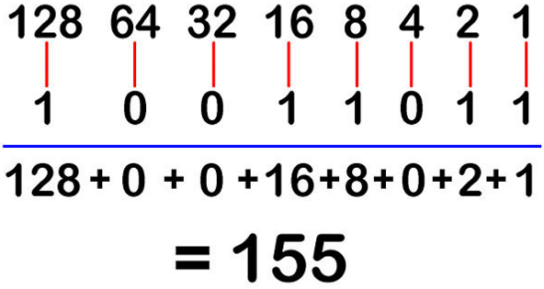 128 64 32 16 8 4 2 1
1 0 0 1 1 0 1 1
128 + 0 + 0 +16+8+0+2+ 1
= 155